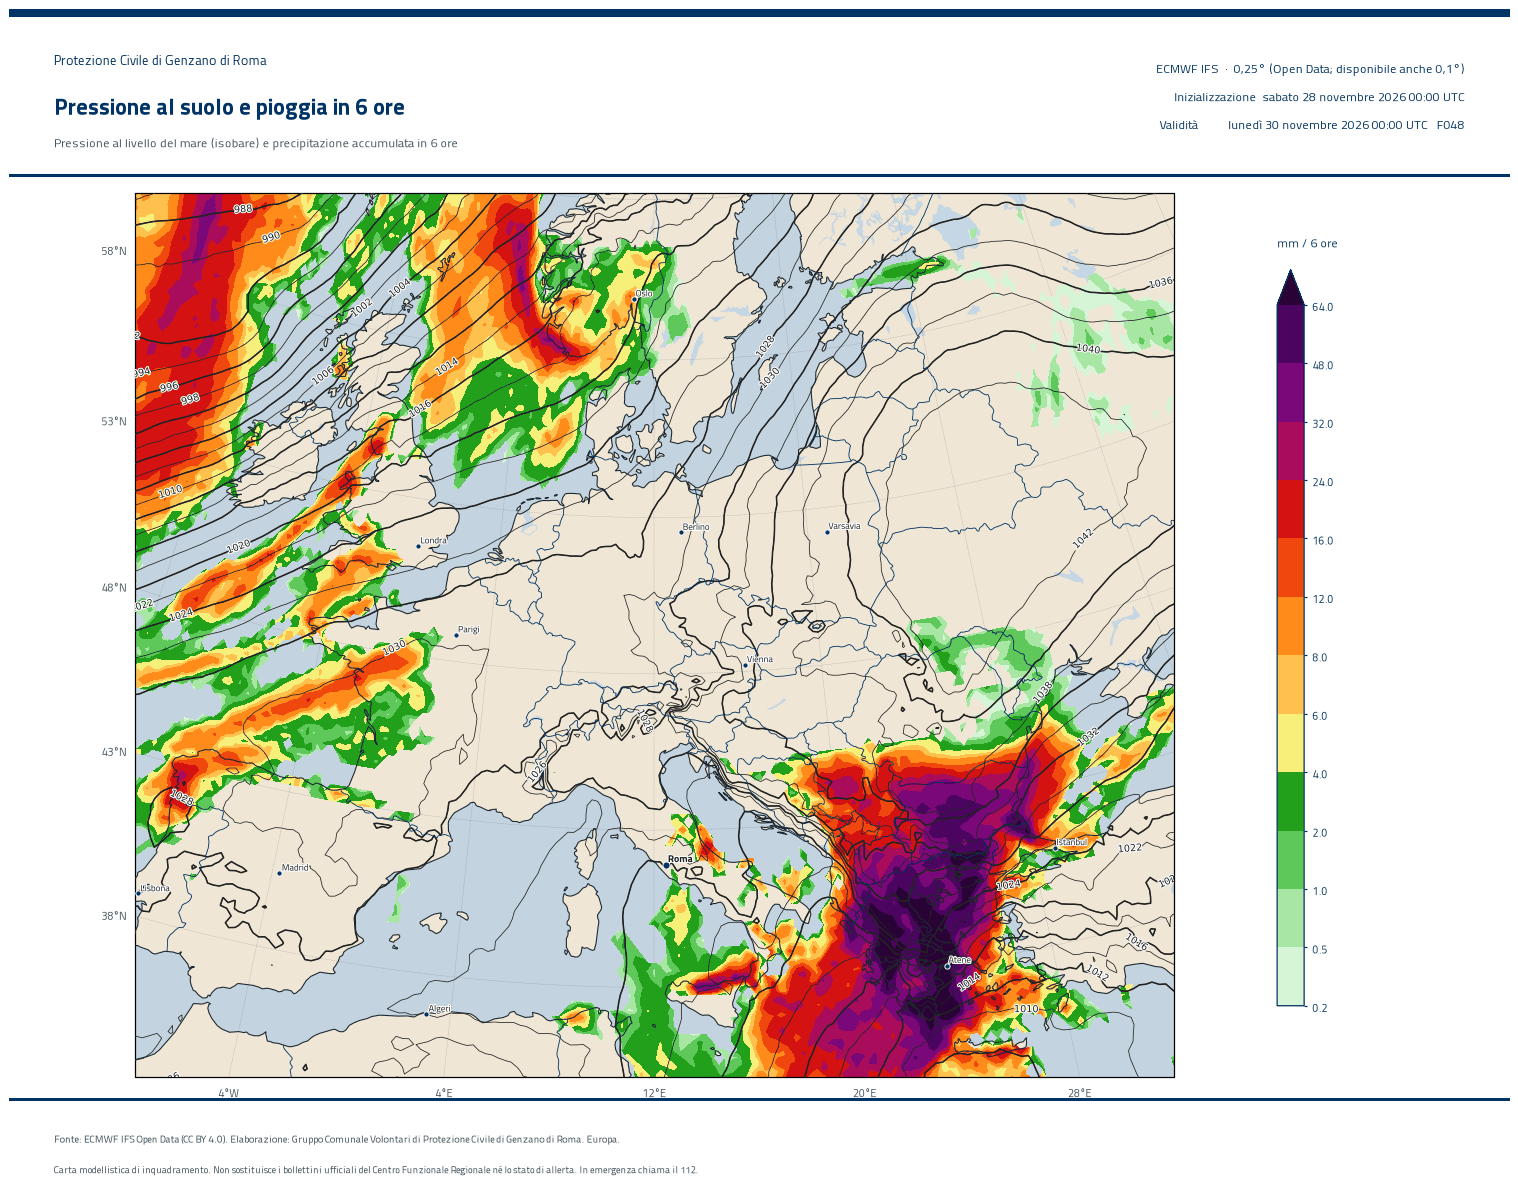 Protezione Civile di Genzano di Roma
Pressione al suolo e pioggia in 6 ore
Pressione al livello del mare (isobare) e precipitazione accumulata in 6 ore
ECMWF IFS · 0,25° (Open Data; disponibile anche 0,1°)
Inizializzazione sabato 28 novembre 2026 00:00 UTC
Validità lunedì 30 novembre 2026 00:00 UTC F048
mm / 6 ore
64.0
48.0
32.0
24.0
16.0
12.0
8.0
6.0
4.0
2.0
1.0
0.5
0.2
58°N
53°N
48°N
43°N
38°N
4°W
4°E
12°E
20°E
28°E
988
990
1004
1002
1006
1014
1016
994
996
998
1010
1020
1022
1024
1030
1028
1028
1030
1036
1040
1042
1038
1032
1028
1026
1022
1024
1016
1012
1014
1010
Oslo
Londra
Berlino
Varsavia
Parigi
Vienna
Madrid
Lisbona
Roma
Istanbul
Atene
Algeri
Fonte: ECMWF IFS Open Data (CC BY 4.0). Elaborazione: Gruppo Comunale Volontari di Protezione Civile di Genzano di Roma. Europa.
Carta modellistica di inquadramento. Non sostituisce i bollettini ufficiali del Centro Funzionale Regionale né lo stato di allerta. In emergenza chiama il 112.